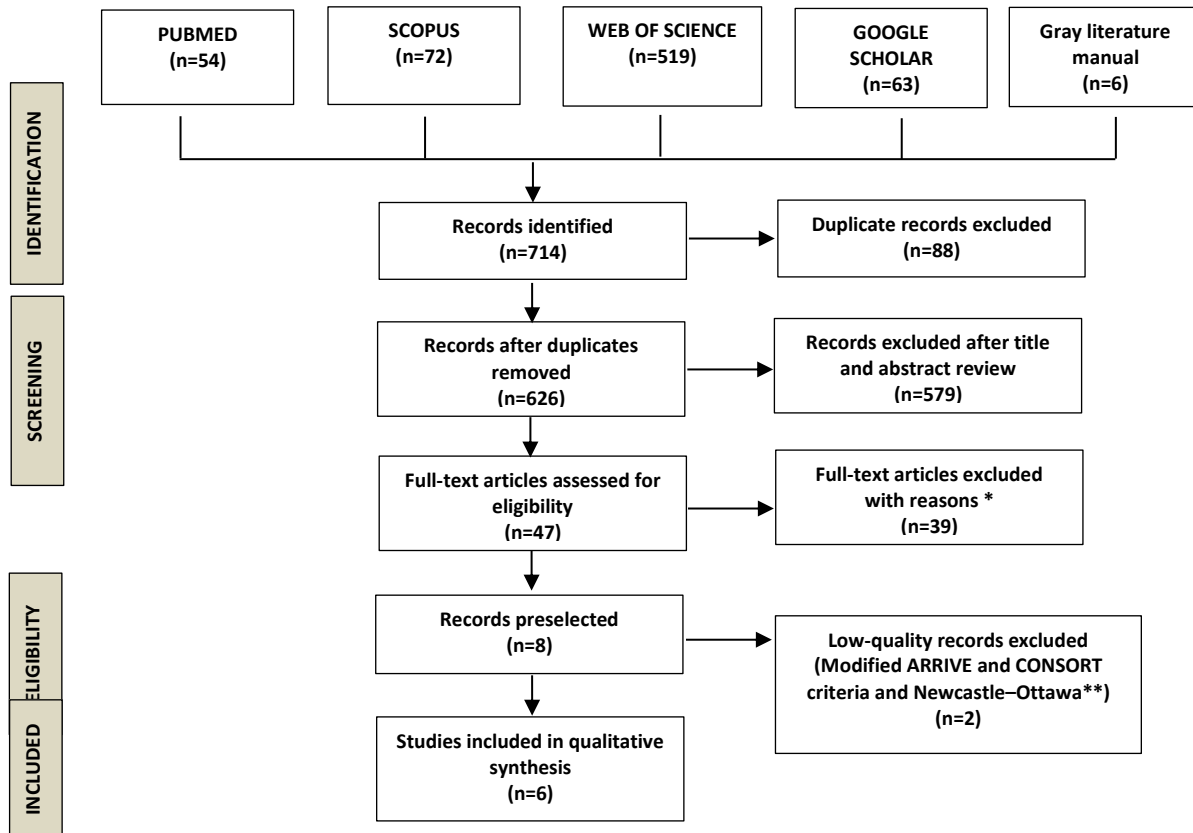 PUBMED
(n=54)
SCOPUS
(n=72)
WEB OF SCIENCE
(n=519)
GOOGLE
SCHOLAR
(n=63)
Gray literature
manual
(n=6)
IDENTIFICATION
Records identified
(n=714)
Duplicate records excluded
(n=88)
SCREENING
Records after duplicates
removed
(n=626)
Records excluded after title
and abstract review
(n=579)
Full-text articles assessed for
eligibility
(n=47)
Full-text articles excluded
with reasons *
(n=39)
ELIGIBILITY
Records preselected
(n=8)
Low-quality records excluded
(Modified ARRIVE and CONSORT
criteria and Newcastle–Ottawa**)
(n=2)
INCLUDED
Studies included in qualitative
synthesis
(n=6)